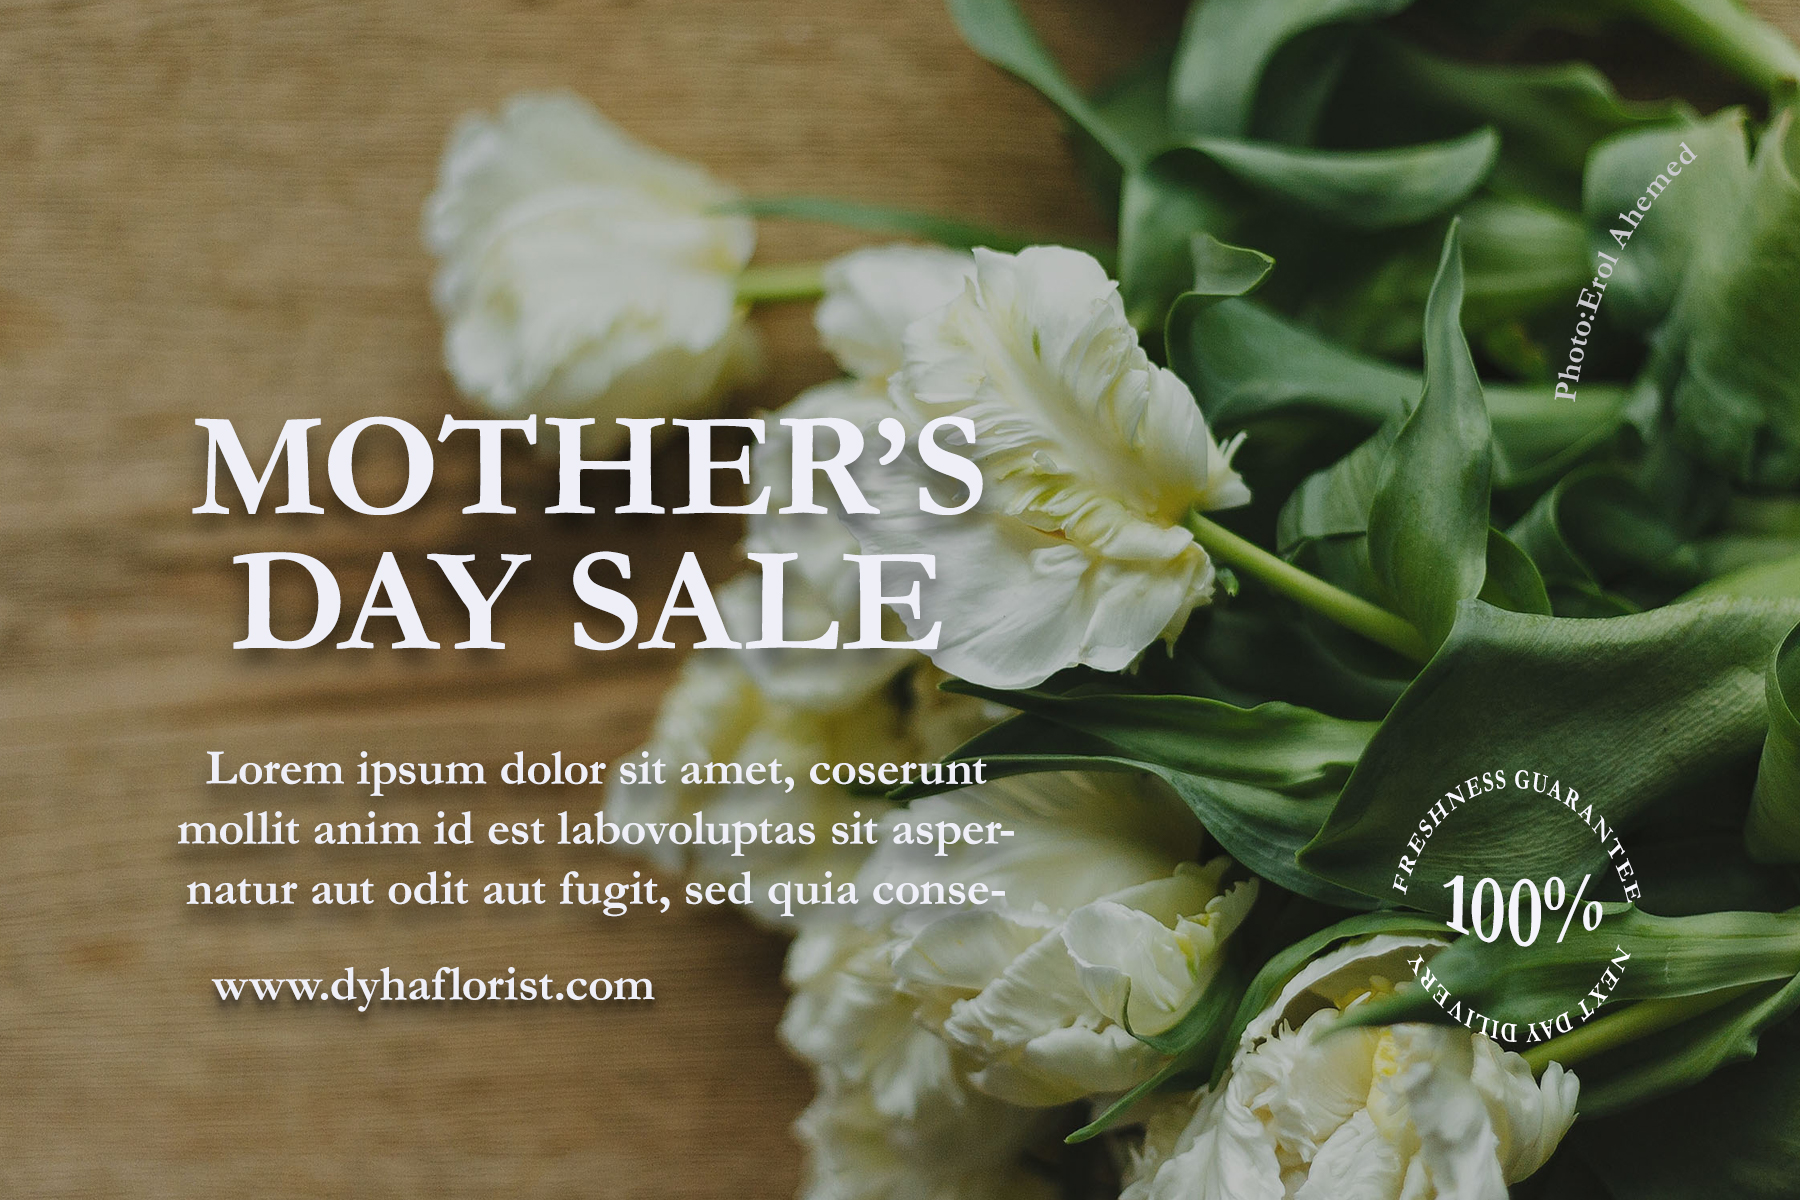 Photo:Erol Ahemed
MOTHER’S
DAY SALE
Lorem ipsum dolor sit amet, coserunt
mollit anim id est labovoluptas sit asper-
natur aut odit aut fugit, sed quia conse-
www.dyhaflorist.com
FRESHNESS GUARANTEE
100%
NEXT DAY DILIVERY